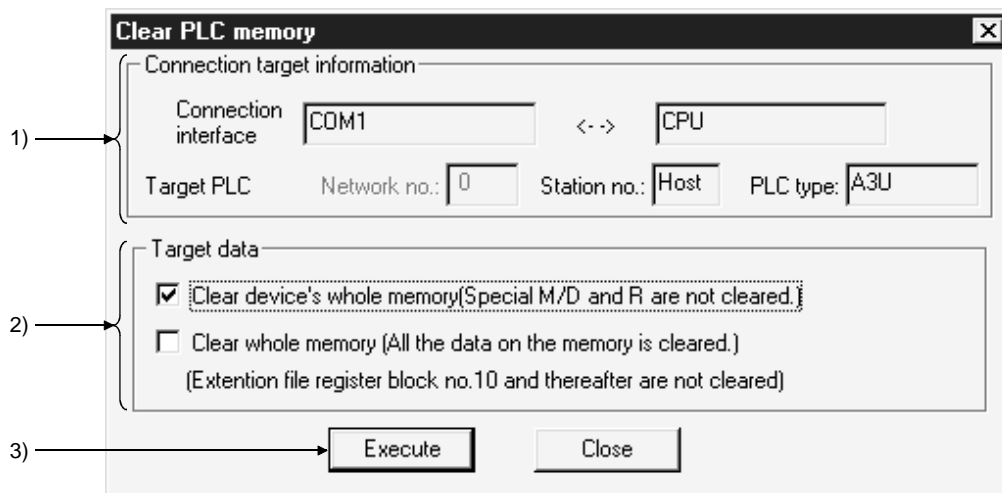 Clear PLC memory
Connection target information
1)
Connection interface
COM1
<-->
CPU
Target PLC
Network no.: 0
Station no.: Host
PLC type: A3U
Target data
2)
Clear device's whole memory(Special M/D and R are not cleared.)
Clear whole memory (All the data on the memory is cleared.)
(Extention file register block no.10 and thereafter are not cleared)
3)
Execute
Close